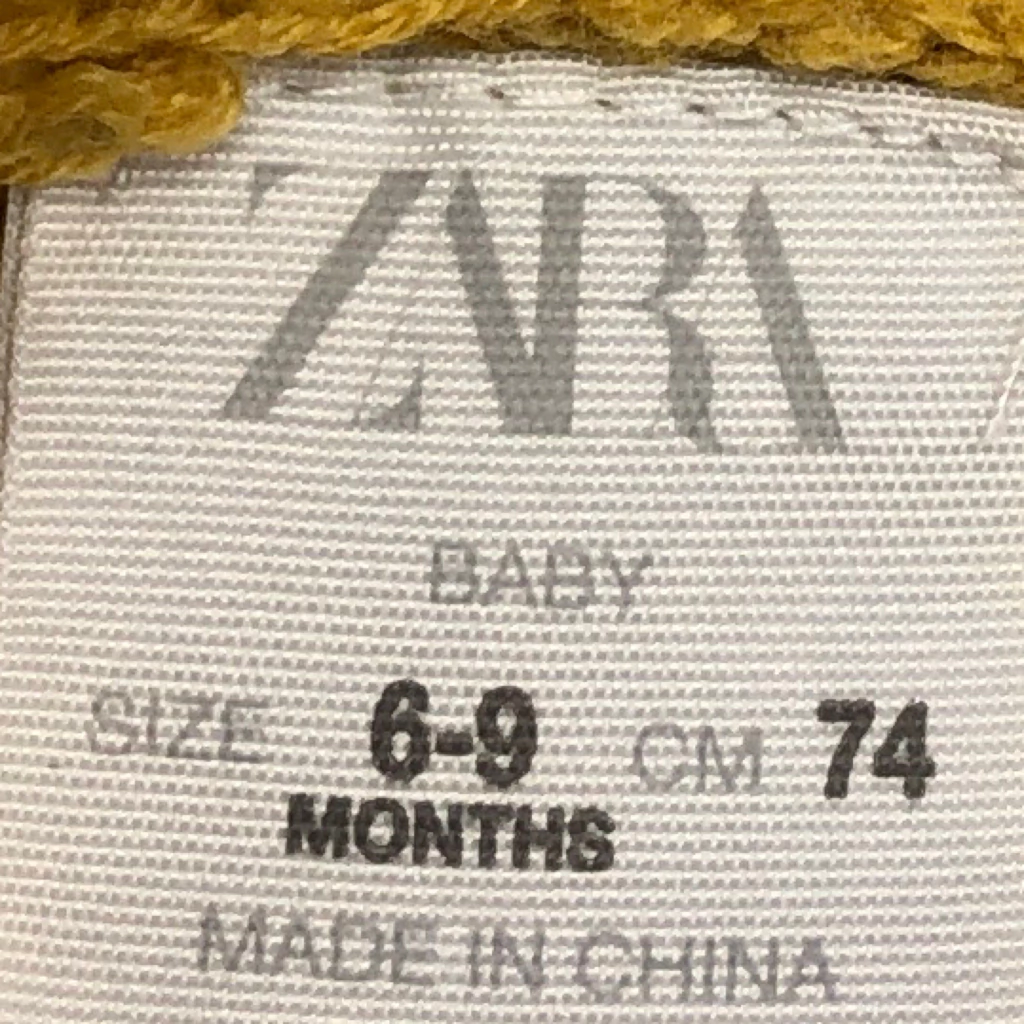 ZARA
BABY
SIZE 6-9 CM 74
MONTHS
MADE IN CHINA